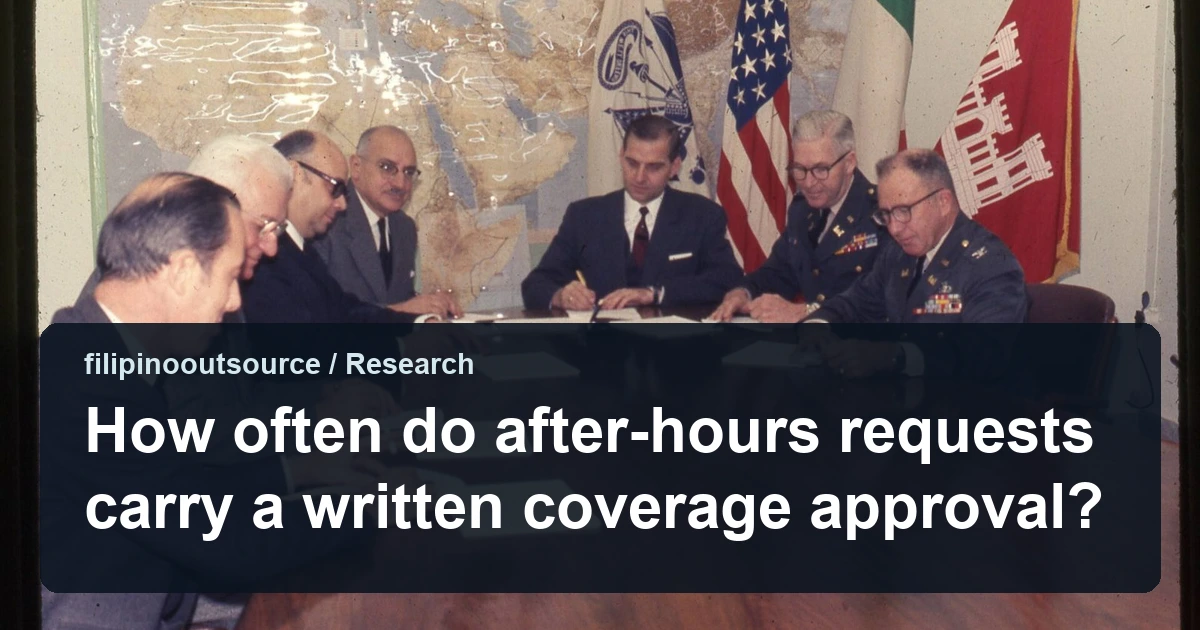 filipinooutsource / Research
How often do after-hours requests
carry a written coverage approval?